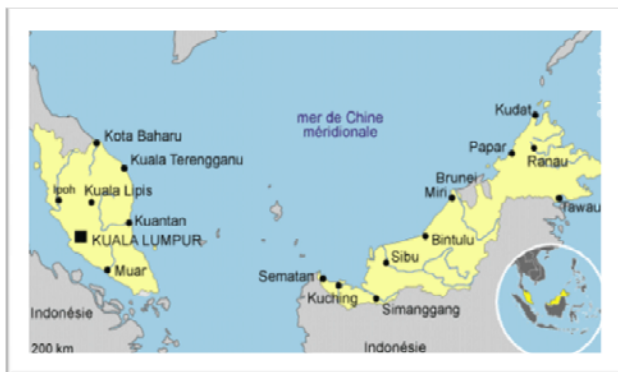 Kudat
mer de Chine
méridionale
Kota Baharu
Papar
Ranau
Kuala Terengganu
Brunei
Ipoh
Kuala Lipis
Miri
Tawau
Kuantan
KUALA LUMPUR
Bintulu
Sibu
Muar
Sematan
Kuching
Simanggang
Indonésie
200 km
Indonésie